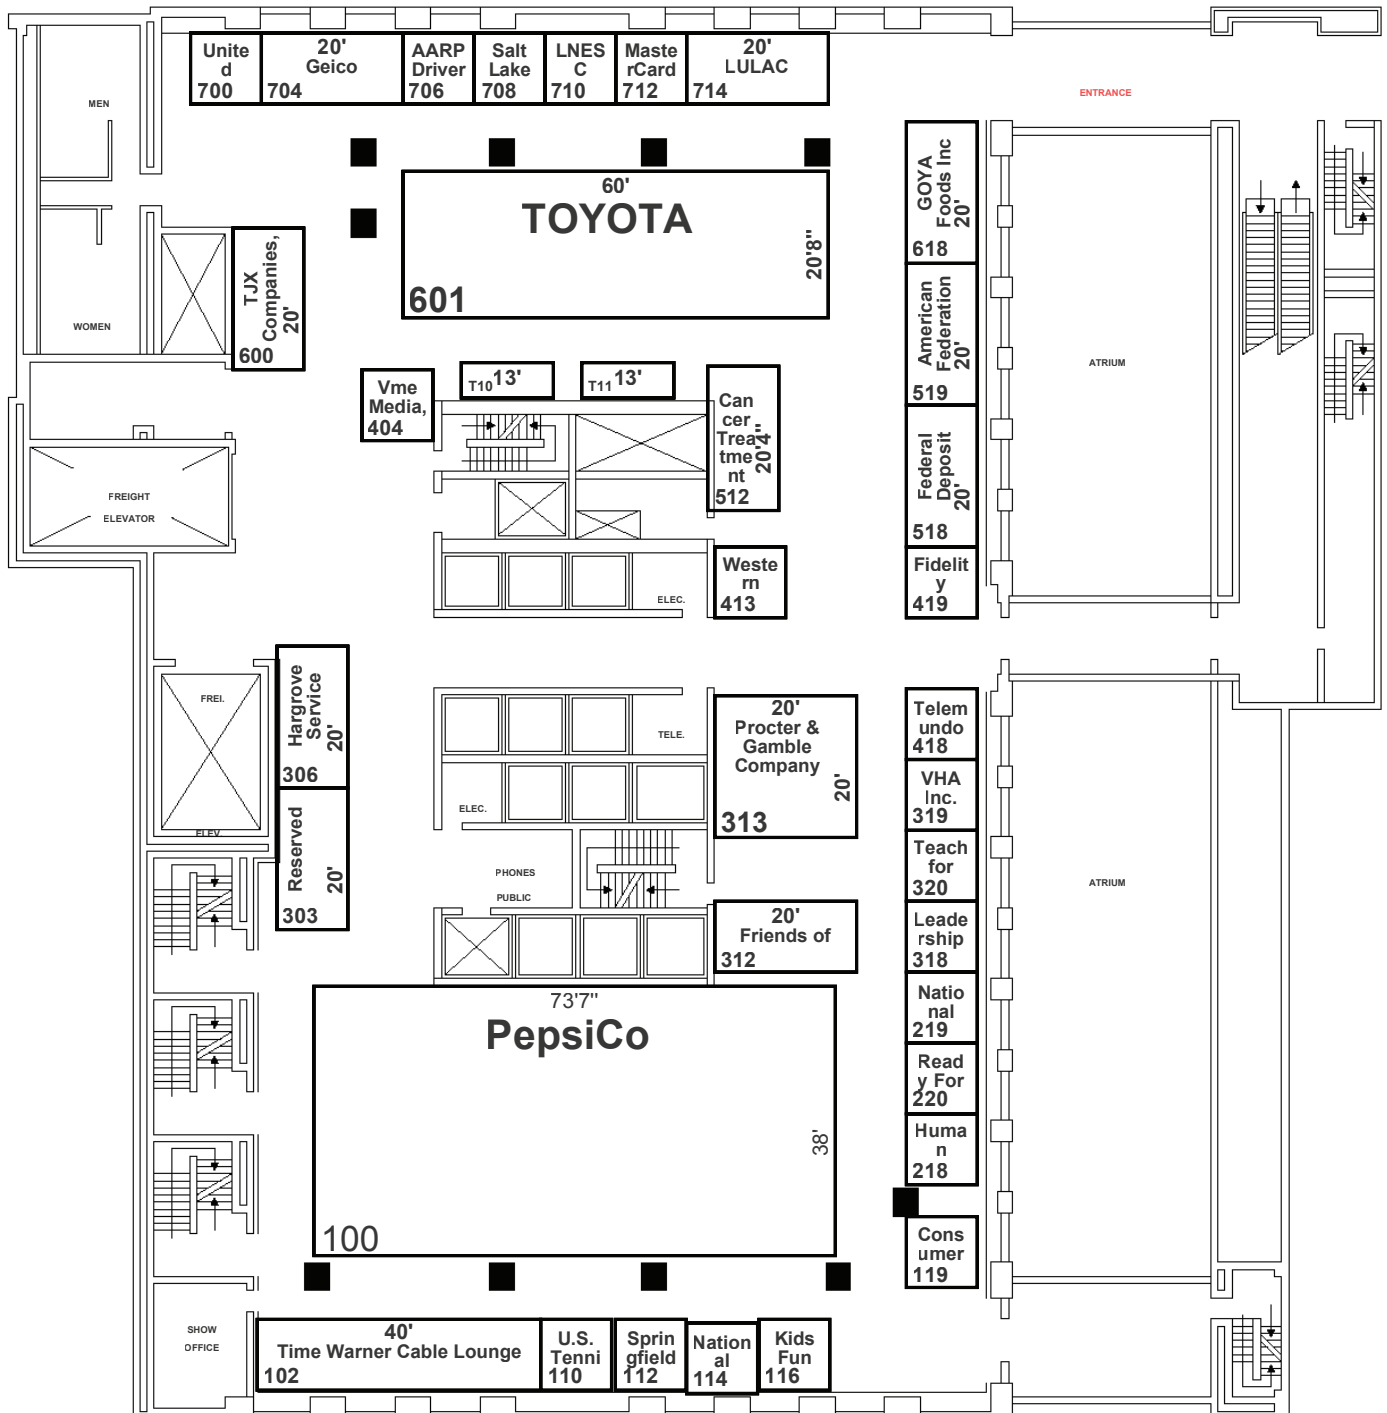 Unite
d
700
20'
Geico
704
AARP
Driver
706
Salt
Lake
708
LNES
C
710
Maste
rCard
712
20'
LULAC
714
MEN
ENTRANCE
60'
TOYOTA
20'8"
601
GOYA
Foods Inc
20'
618
TJX
Companies,
20'
600
WOMEN
American
Federation
20'
519
ATRIUM
Vme
Media,
404
T10 13'
T11 13'
Can
cer
Trea
tme
nt
20'4"
512
Federal
Deposit
20'
518
FREIGHT
ELEVATOR
Weste
rn
413
ELEC.
Fidelit
y
419
FREI.
ELEV.
Hargrove
Service
20'
306
TELE.
20'
Procter &
Gamble
Company
20'
313
Telem
undo
418
VHA
Inc.
319
ELEC.
Reserved
20'
303
PHONES
PUBLIC
Teach
for
320
ATRIUM
20'
Friends of
312
Leade
rship
318
73'7"
PepsiCo
38'
100
Natio
nal
219
Read
y For
220
Huma
n
218
Cons
umer
119
SHOW
OFFICE
40'
Time Warner Cable Lounge
102
U.S.
Tenni
110
Sprin
gfield
112
Nation
al
114
Kids
Fun
116